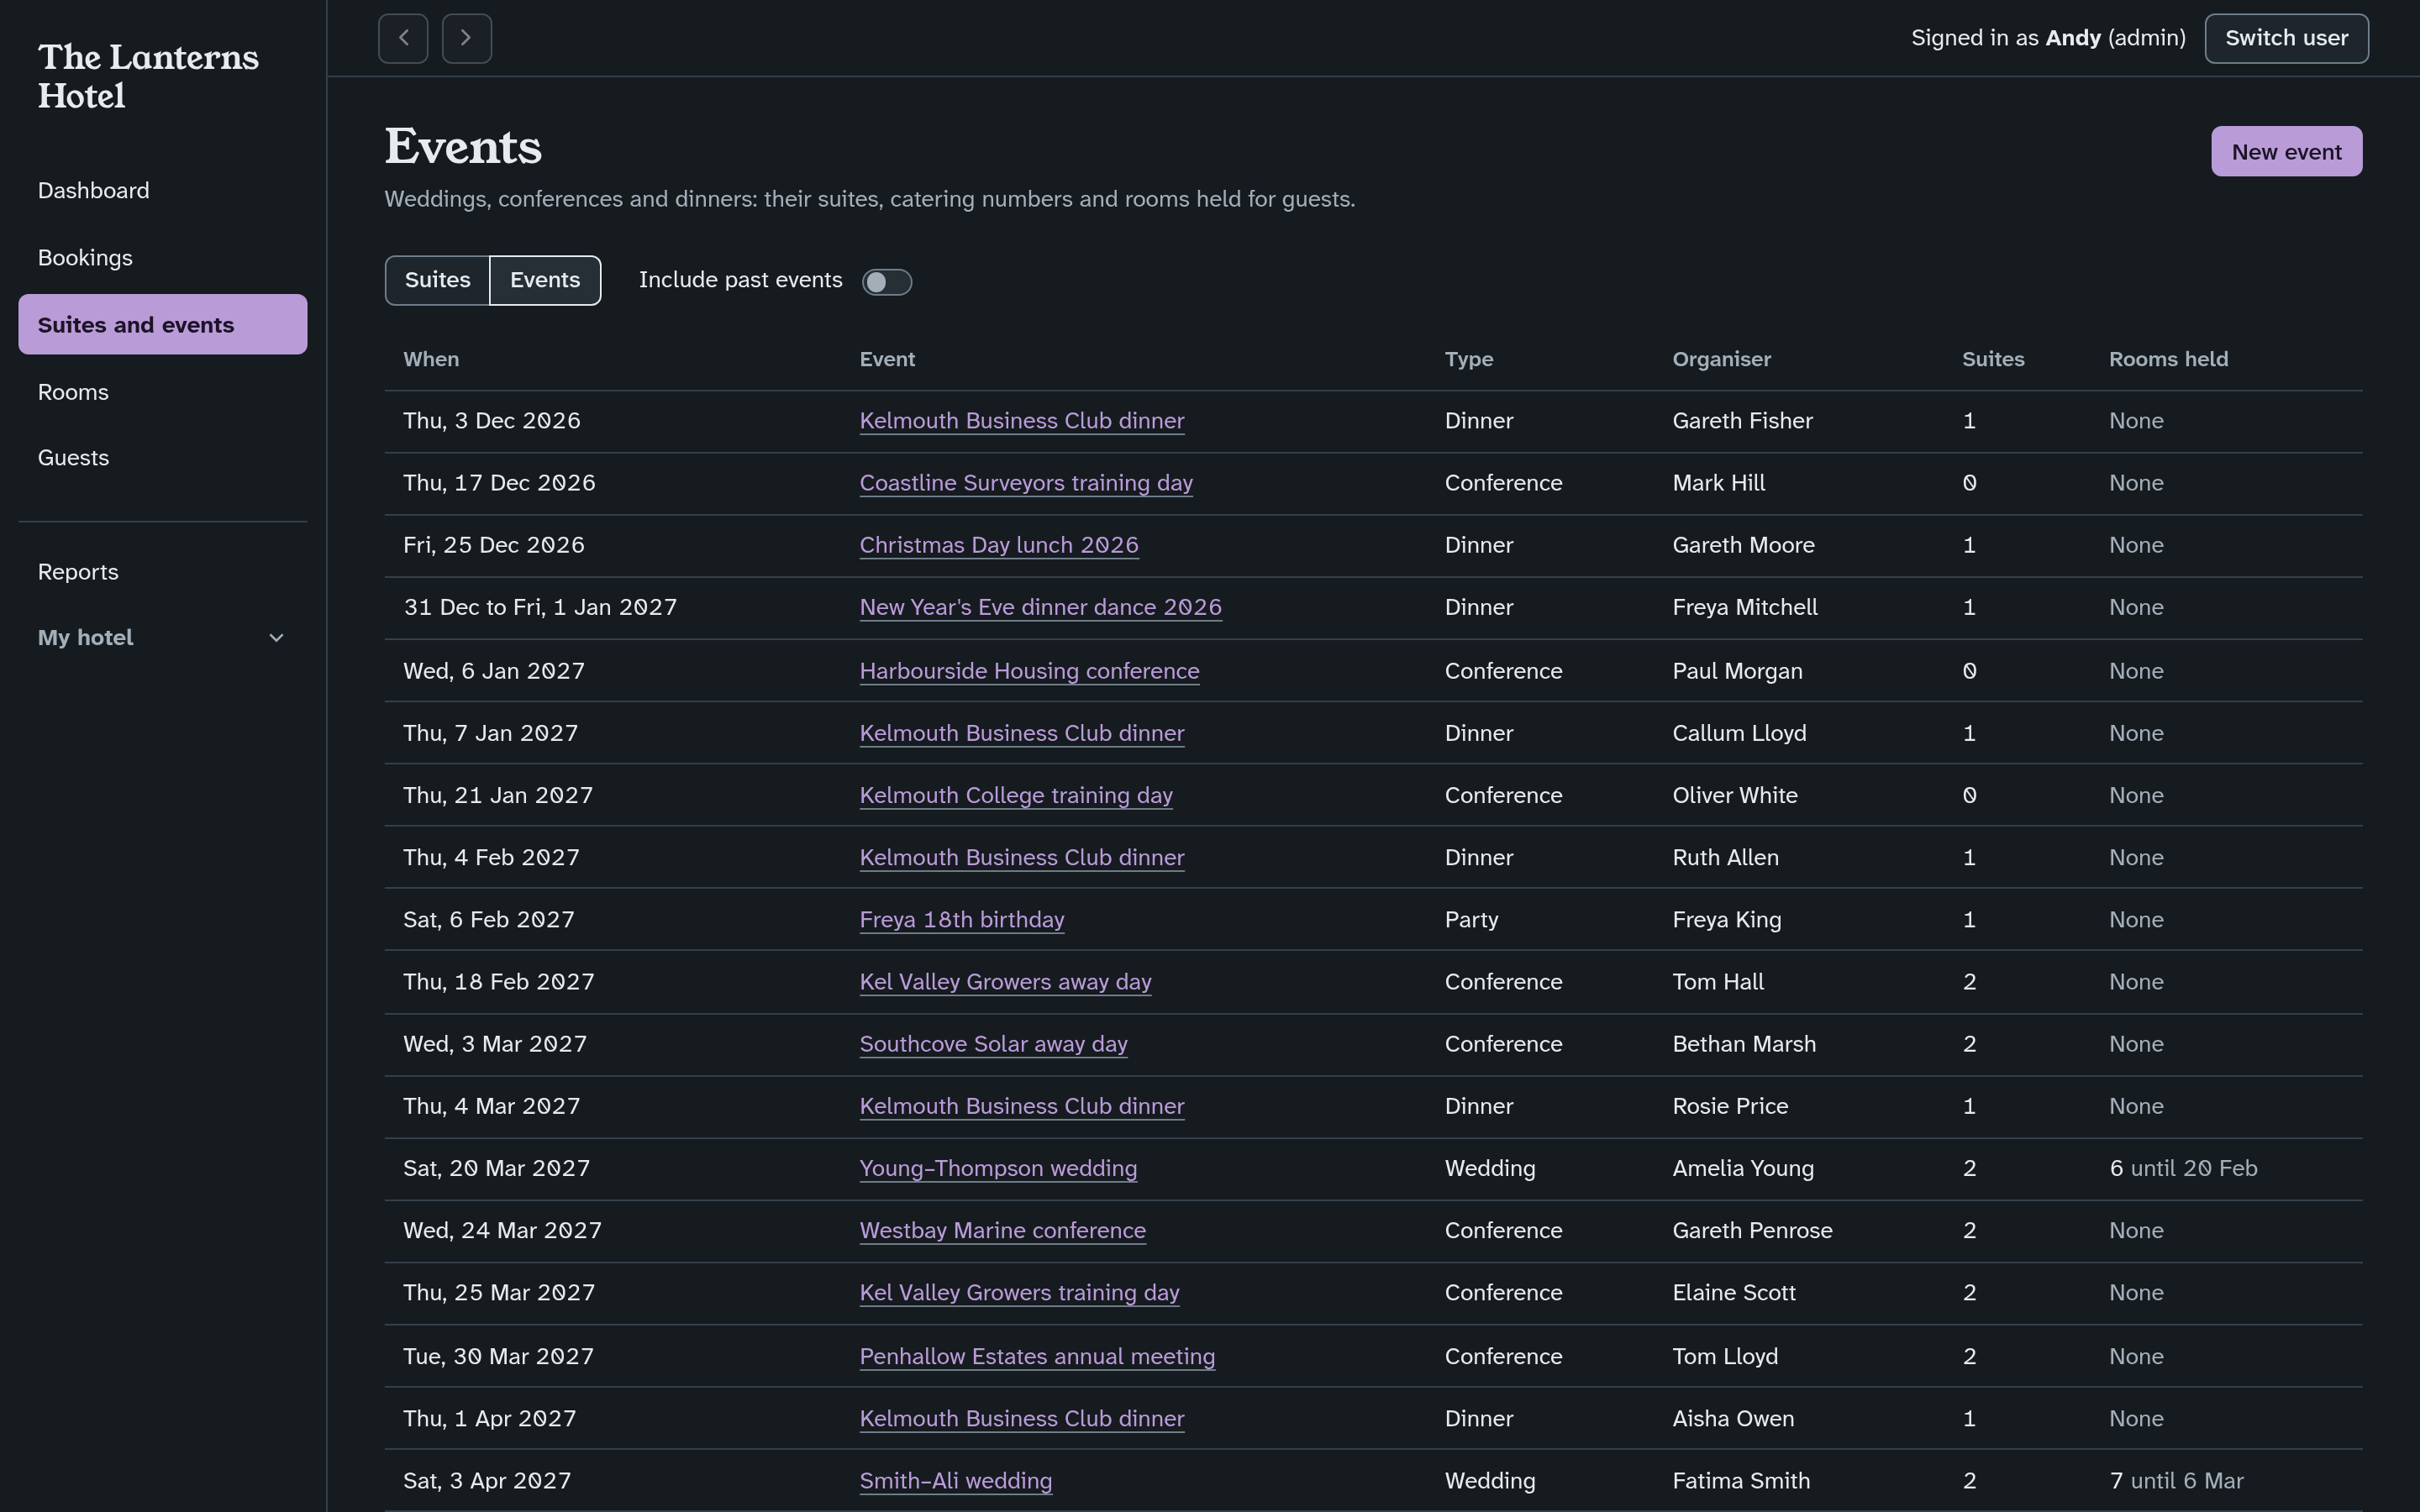 The Lanterns
Hotel
Dashboard
Bookings
Suites and events
Rooms
Guests
Reports
My hotel
Signed in as Andy (admin) Switch user
Events
New event
Weddings, conferences and dinners: their suites, catering numbers and rooms held for guests.
Suites Events Include past events
When Event Type Organiser Suites Rooms held
Thu, 3 Dec 2026 Kelmouth Business Club dinner Dinner Gareth Fisher 1 None
Thu, 17 Dec 2026 Coastline Surveyors training day Conference Mark Hill 0 None
Fri, 25 Dec 2026 Christmas Day lunch 2026 Dinner Gareth Moore 1 None
31 Dec to Fri, 1 Jan 2027 New Year's Eve dinner dance 2026 Dinner Freya Mitchell 1 None
Wed, 6 Jan 2027 Harbourside Housing conference Conference Paul Morgan 0 None
Thu, 7 Jan 2027 Kelmouth Business Club dinner Dinner Callum Lloyd 1 None
Thu, 21 Jan 2027 Kelmouth College training day Conference Oliver White 0 None
Thu, 4 Feb 2027 Kelmouth Business Club dinner Dinner Ruth Allen 1 None
Sat, 6 Feb 2027 Freya 18th birthday Party Freya King 1 None
Thu, 18 Feb 2027 Kel Valley Growers away day Conference Tom Hall 2 None
Wed, 3 Mar 2027 Southcove Solar away day Conference Bethan Marsh 2 None
Thu, 4 Mar 2027 Kelmouth Business Club dinner Dinner Rosie Price 1 None
Sat, 20 Mar 2027 Young–Thompson wedding Wedding Amelia Young 2 6 until 20 Feb
Wed, 24 Mar 2027 Westbay Marine conference Conference Gareth Penrose 2 None
Thu, 25 Mar 2027 Kel Valley Growers training day Conference Elaine Scott 2 None
Tue, 30 Mar 2027 Penhallow Estates annual meeting Conference Tom Lloyd 2 None
Thu, 1 Apr 2027 Kelmouth Business Club dinner Dinner Aisha Owen 1 None
Sat, 3 Apr 2027 Smith–Ali wedding Wedding Fatima Smith 2 7 until 6 Mar